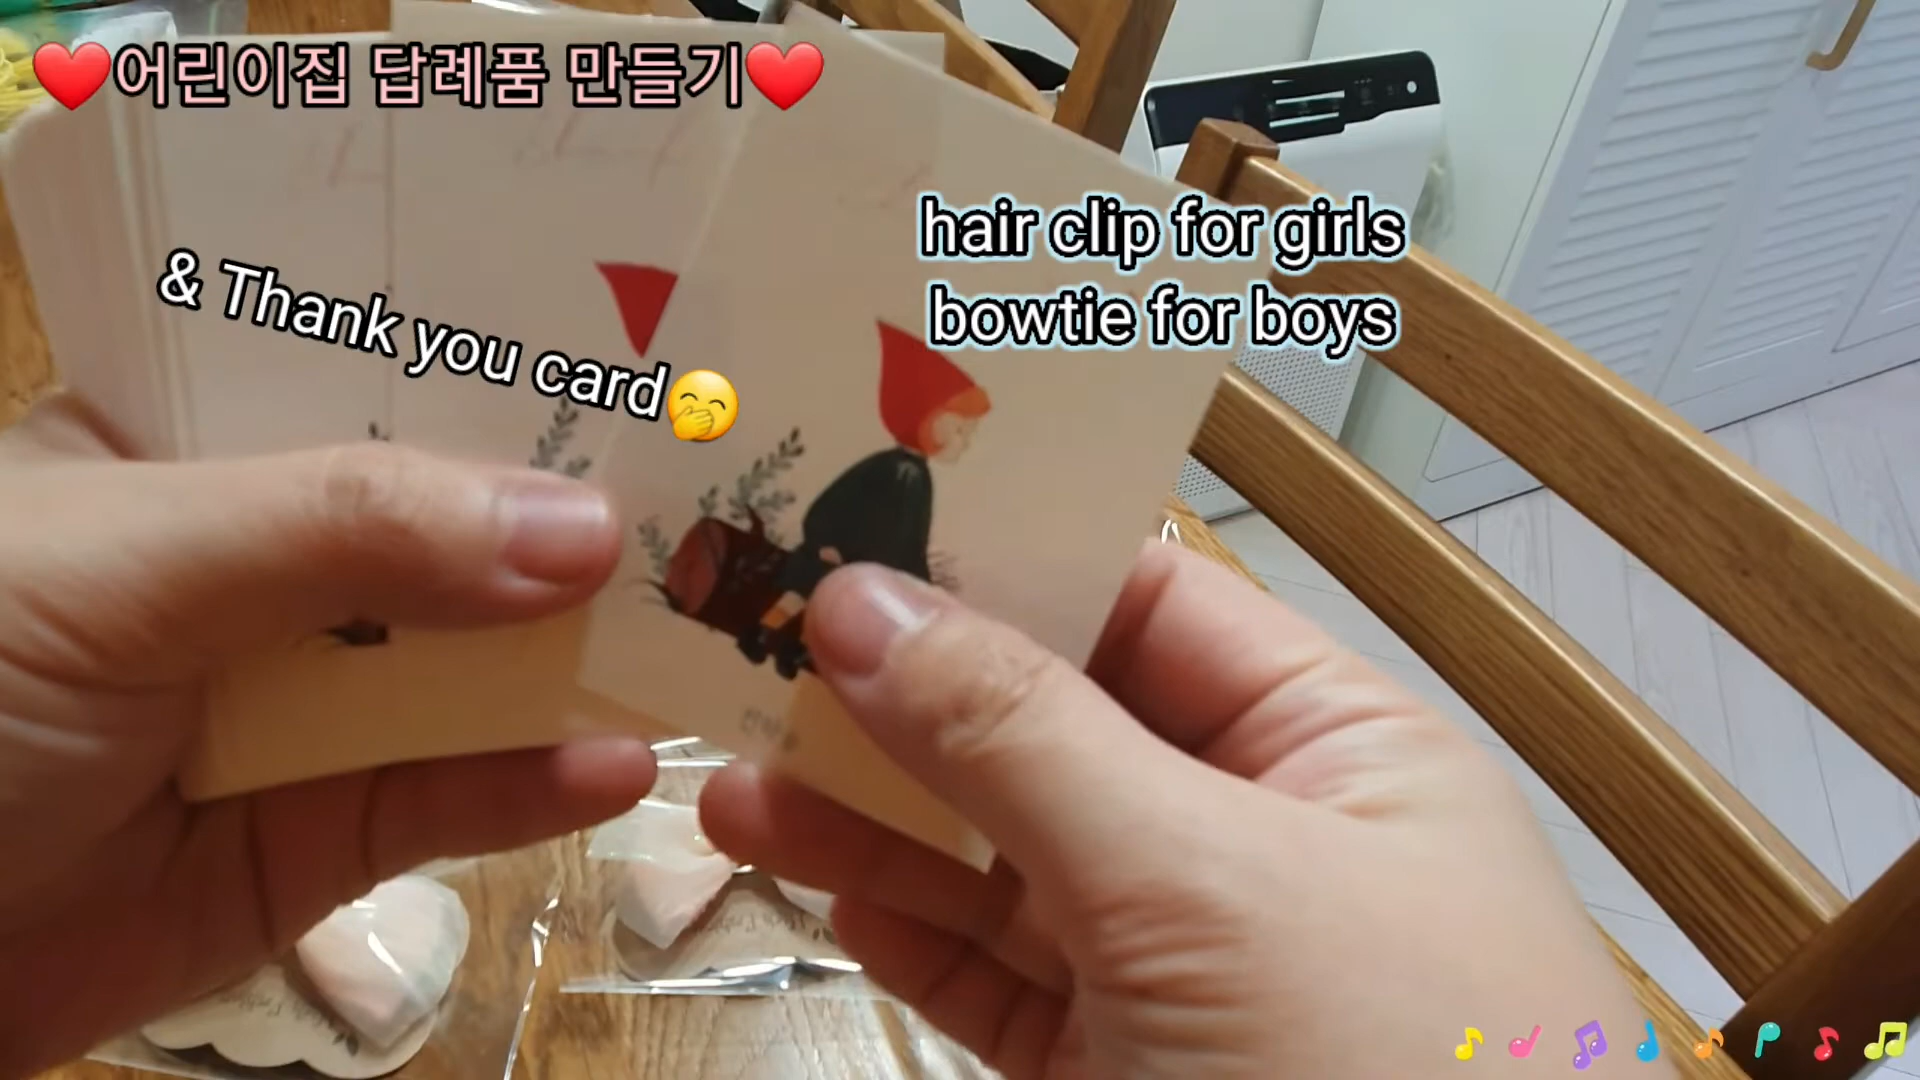 ❤️어린이집 답례품 만들기❤️
hair clip for girls
bowtie for boys
& Thank you card🤭